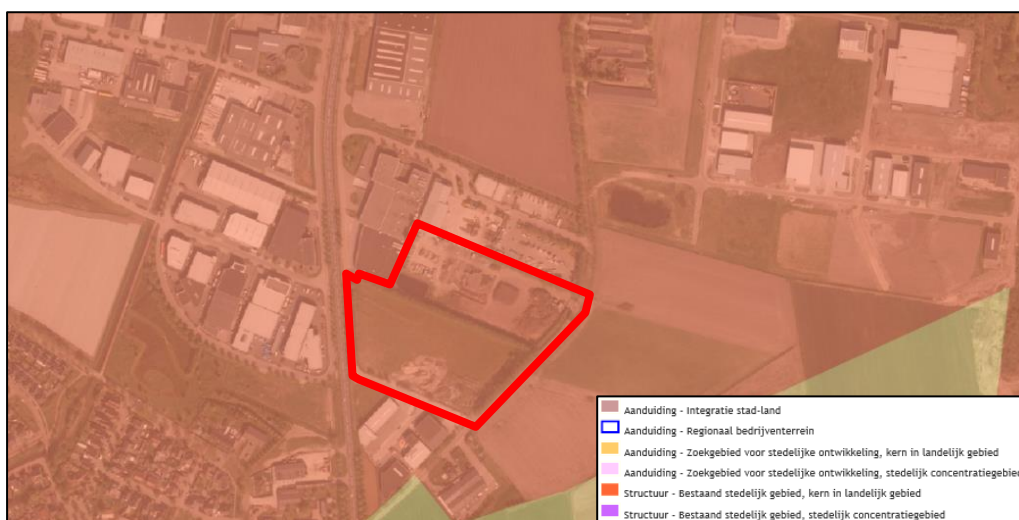 Aanduiding - Integratie stad-land
Aanduiding - Regionaal bedrijventerrein
Aanduiding - Zoekgebied voor stedelijke ontwikkeling, kern in landelijk gebied
Aanduiding - Zoekgebied voor stedelijke ontwikkeling, stedelijk concentratiegebied
Structuur - Bestaand stedelijk gebied, kern in landelijk gebied
Structuur - Bestaand stedelijk gebied, stedelijk concentratiegebied